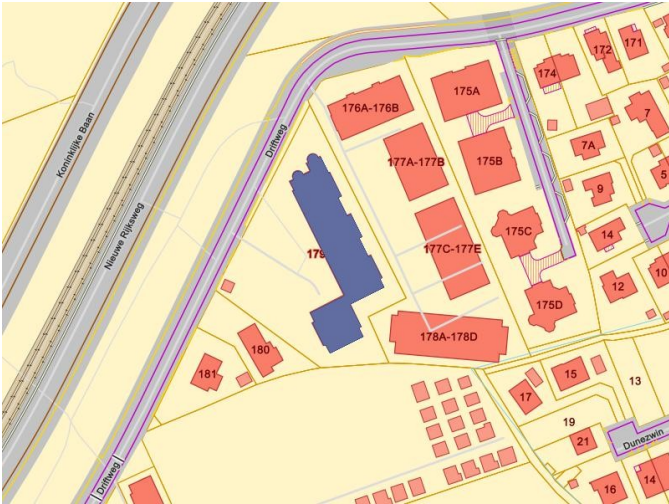 171
172
174
175A
176A-176B
7
Koninklijke Baan
Driftweg
7A
177A-177B
175B
5
9
Nieuwe Rijksweg
14
175C
179
177C-177E
10
12
175D
178A-178D
180
181
15
13
17
19
21
Dunezwin
Driftweg
16
14